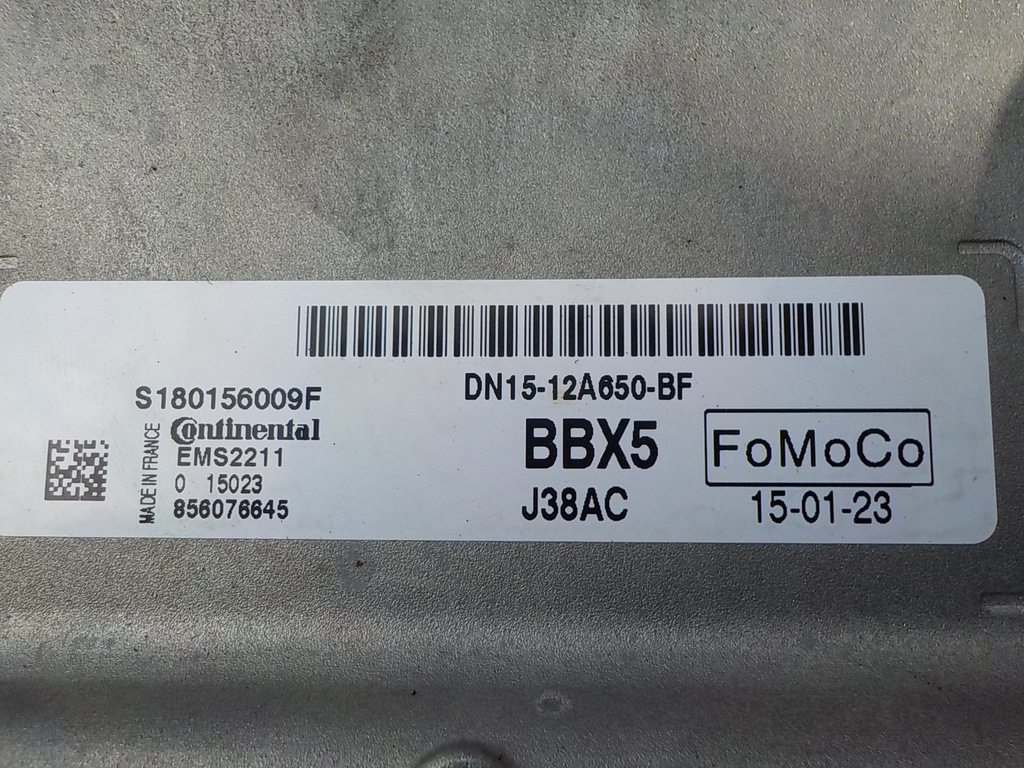 DN15-12A650-BF
S180156009F
Continental
EMS2211
0 15023
856076645
MADE IN FRANCE
BBX5
J38AC
FoMoCo
15-01-23